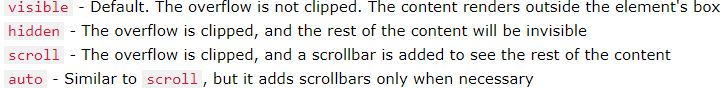 visible - Default. The overflow is not clipped. The content renders outside the element's box
hidden - The overflow is clipped, and the rest of the content will be invisible
scroll - The overflow is clipped, and a scrollbar is added to see the rest of the content
auto - Similar to scroll, but it adds scrollbars only when necessary